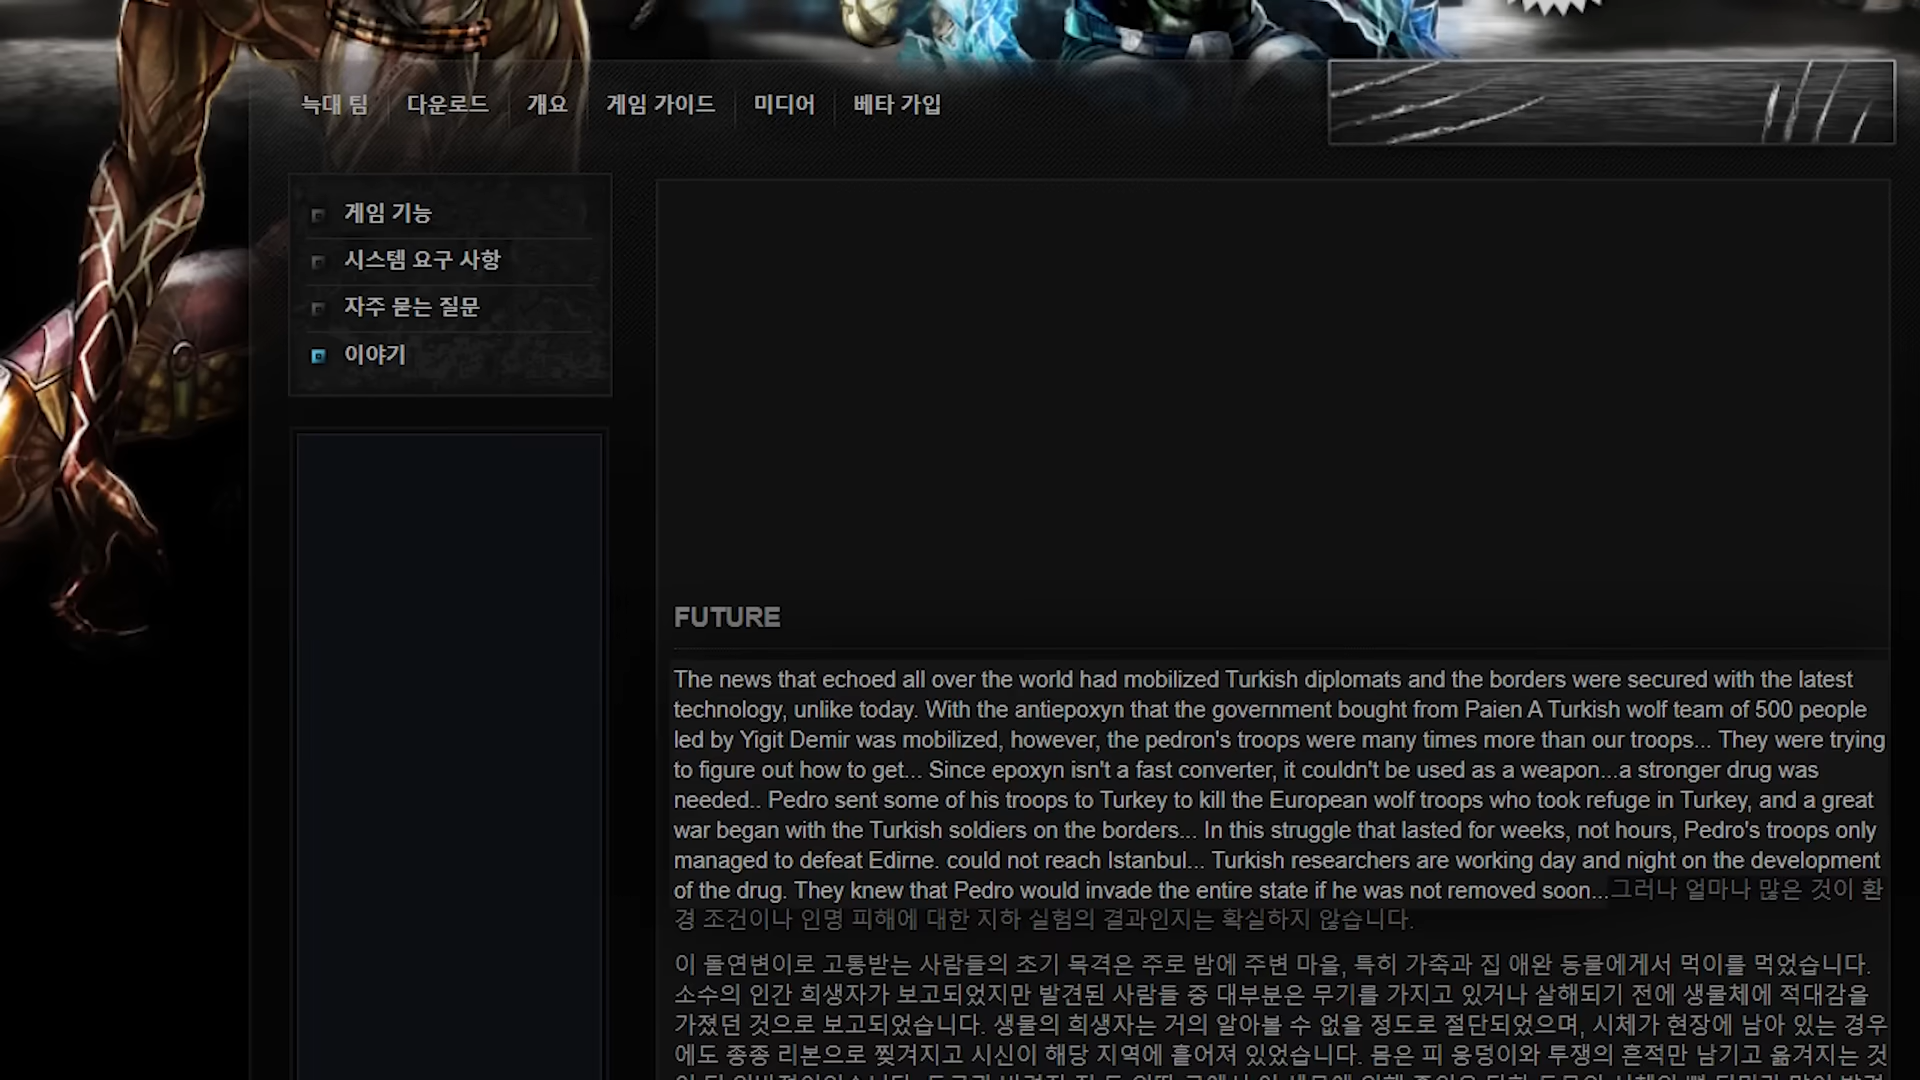 늑대 팀 다운로드 개요 게임 가이드 미디어 베타 가입
게임 기능
시스템 요구 사항
자주 묻는 질문
이야기
FUTURE
The news that echoed all over the world had mobilized Turkish diplomats and the borders were secured with the latest
technology, unlike today. With the antiepoxyn that the government bought from Paien A Turkish wolf team of 500 people
led by Yigit Demir was mobilized, however, the pedron's troops were many times more than our troops... They were trying
to figure out how to get... Since epoxyn isn't a fast converter, it couldn't be used as a weapon...a stronger drug was
needed.. Pedro sent some of his troops to Turkey to kill the European wolf troops who took refuge in Turkey, and a great
war began with the Turkish soldiers on the borders... In this struggle that lasted for weeks, not hours, Pedro's troops only
managed to defeat Edirne. could not reach Istanbul... Turkish researchers are working day and night on the development
of the drug. They knew that Pedro would invade the entire state if he was not removed soon...그러나 얼마나 많은 것이 환
경 조건이나 인명 피해에 대한 지하 실험의 결과인지는 확실하지 않습니다.
이 돌연변이로 고통받는 사람들의 초기 목격은 주로 밤에 주변 마을, 특히 가축과 집 애완 동물에게서 먹이를 먹었습니다.
소수의 인간 희생자가 보고되었지만 발견된 사람들 중 대부분은 무기를 가지고 있거나 살해되기 전에 생물체에 적대감을
가졌던 것으로 보고되었습니다. 생물의 희생자는 거의 알아볼 수 없을 정도로 절단되었으며, 시체가 현장에 남아 있는 경우
에도 종종 리본으로 찢겨지고 시신이 해당 지역에 흩어져 있었습니다. 몸은 피 웅덩이와 투쟁의 흔적만 남기고 옮겨지는 것